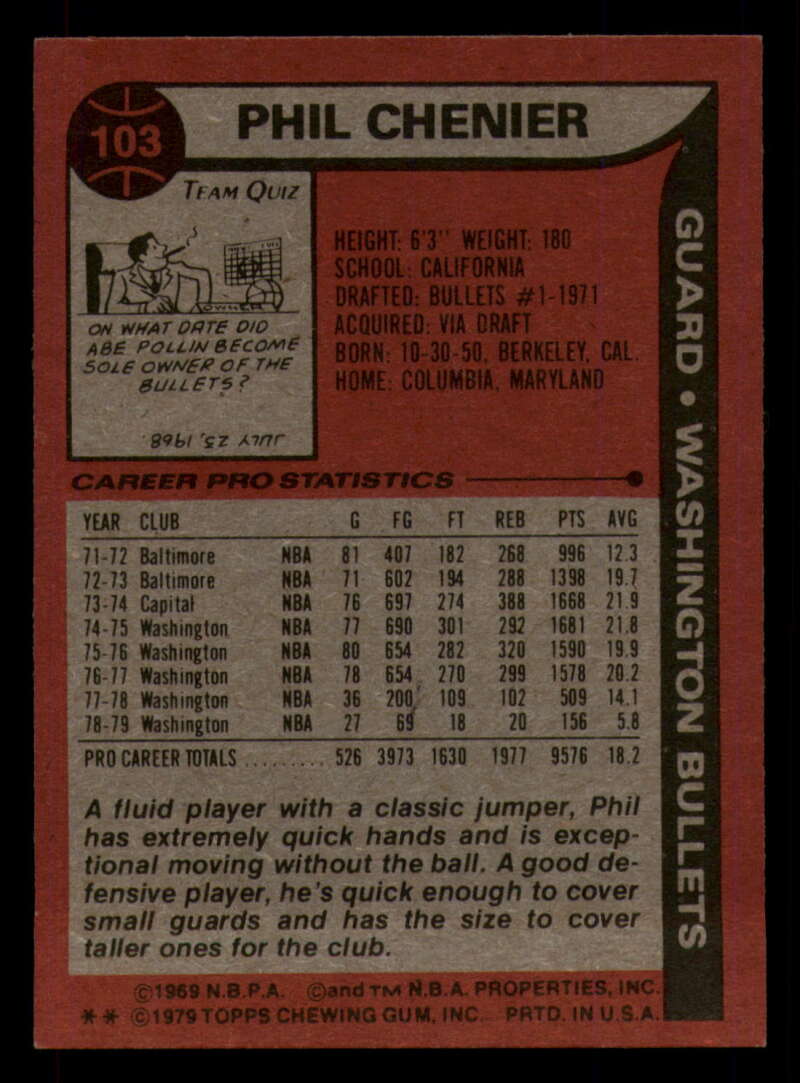 103
PHIL CHENIER
TEAM QUIZ
ON WHAT DATE DID
ABE POLLIN BECOME
SOLE OWNER OF THE
BULLETS?
JULY 25, 1968.
HEIGHT: 6'3" WEIGHT: 180
SCHOOL: CALIFORNIA
DRAFTED: BULLETS #1-1971
ACQUIRED: VIA DRAFT
BORN: 10-30-50, BERKELEY, CAL.
HOME: COLUMBIA, MARYLAND
GUARD • WASHINGTON BULLETS
CAREER PRO STATISTICS
YEAR CLUB G FG FT REB PTS AVG
71-72 Baltimore NBA 81 407 182 268 996 12.3
72-73 Baltimore NBA 71 602 194 288 1398 19.7
73-74 Capital NBA 76 697 274 388 1668 21.9
74-75 Washington NBA 77 690 301 292 1681 21.8
75-76 Washington NBA 80 654 282 320 1590 19.9
76-77 Washington NBA 78 654 270 299 1578 20.2
77-78 Washington NBA 36 200 109 102 509 14.1
78-79 Washington NBA 27 69 18 20 156 5.8
PRO CAREER TOTALS ......... 526 3973 1630 1977 9576 18.2
A fluid player with a classic jumper, Phil
has extremely quick hands and is excep-
tional moving without the ball. A good de-
fensive player, he's quick enough to cover
small guards and has the size to cover
taller ones for the club.
©1969 N.B.P.A. ©and TM N.B.A. PROPERTIES, INC.
** ©1979 TOPPS CHEWING GUM, INC. PRTD. IN U.S.A.